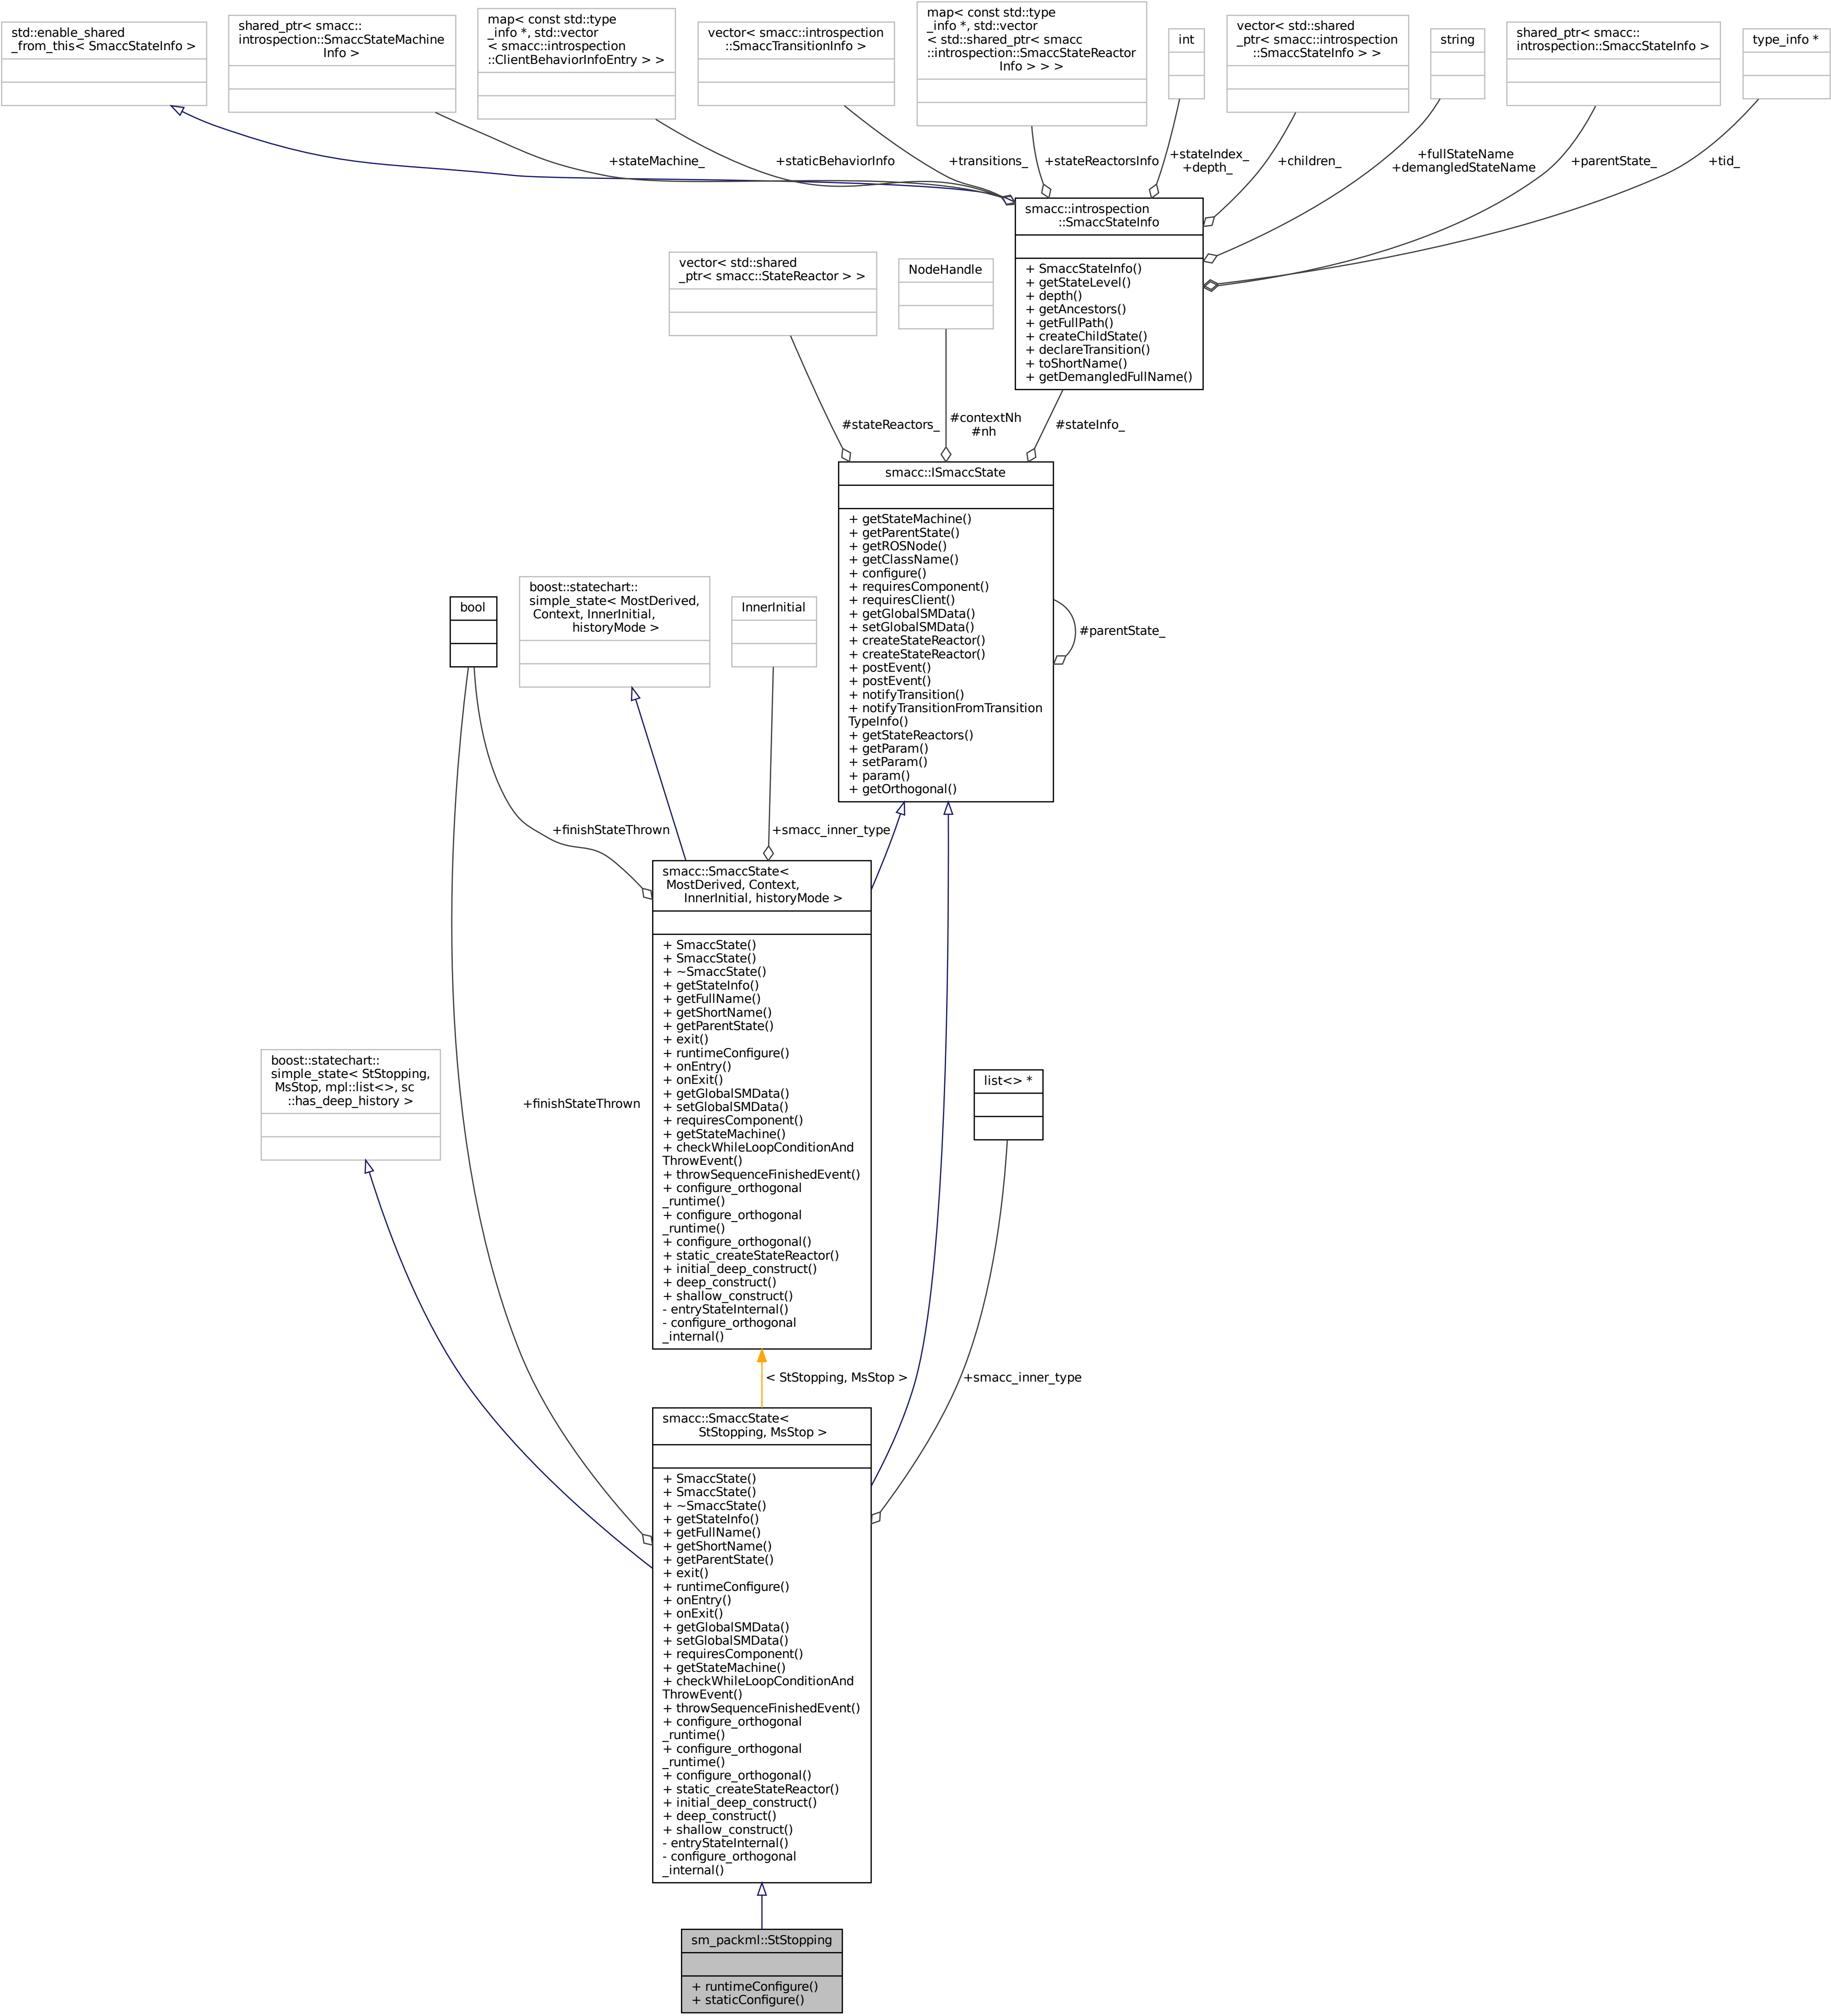 std::enable_shared
_from_this< SmaccStateInfo >
shared_ptr< smacc::
introspection::SmaccStateMachine
Info >
map< const std::type
_info *, std::vector
< smacc::introspection
::ClientBehaviorInfoEntry > >
vector< smacc::introspection
::SmaccTransitionInfo >
map< const std::type
_info *, std::vector
< std::shared_ptr< smacc
::introspection::SmaccStateReactor
Info > > >
int
vector< std::shared
_ptr< smacc::introspection
::SmaccStateInfo > >
string
shared_ptr< smacc::
introspection::SmaccStateInfo >
type_info *
+stateMachine_
+staticBehaviorInfo
+transitions_
+stateReactorsInfo
+stateIndex_
+depth_
+children_
+fullStateName
+demangledStateName
+parentState_
+tid_
smacc::introspection
::SmaccStateInfo
+ SmaccStateInfo()
+ getStateLevel()
+ depth()
+ getAncestors()
+ getFullPath()
+ createChildState()
+ declareTransition()
+ toShortName()
+ getDemangledFullName()
vector< std::shared
_ptr< smacc::StateReactor > >
NodeHandle
#stateReactors_
#contextNh
#nh
#stateInfo_
smacc::ISmaccState
+ getStateMachine()
+ getParentState()
+ getROSNode()
+ getClassName()
+ configure()
+ requiresComponent()
+ requiresClient()
+ getGlobalSMData()
+ setGlobalSMData()
+ createStateReactor()
+ createStateReactor()
+ postEvent()
+ postEvent()
+ notifyTransition()
+ notifyTransitionFromTransition
TypeInfo()
+ getStateReactors()
+ getParam()
+ setParam()
+ param()
+ getOrthogonal()
#parentState_
bool
boost::statechart::
simple_state< MostDerived,
Context, InnerInitial,
historyMode >
InnerInitial
+finishStateThrown
+smacc_inner_type
smacc::SmaccState<
MostDerived, Context,
InnerInitial, historyMode >
+ SmaccState()
+ SmaccState()
+ ~SmaccState()
+ getStateInfo()
+ getFullName()
+ getShortName()
+ getParentState()
+ exit()
+ runtimeConfigure()
+ onEntry()
+ onExit()
+ getGlobalSMData()
+ setGlobalSMData()
+ requiresComponent()
+ getStateMachine()
+ checkWhileLoopConditionAnd
ThrowEvent()
+ throwSequenceFinishedEvent()
+ configure_orthogonal
_runtime()
+ configure_orthogonal
_runtime()
+ configure_orthogonal()
+ static_createStateReactor()
+ initial_deep_construct()
+ deep_construct()
+ shallow_construct()
- entryStateInternal()
- configure_orthogonal
_internal()
boost::statechart::
simple_state< StStopping,
MsStop, mpl::list<>, sc
::has_deep_history >
+finishStateThrown
list<> *
< StStopping, MsStop >
+smacc_inner_type
smacc::SmaccState<
StStopping, MsStop >
+ SmaccState()
+ SmaccState()
+ ~SmaccState()
+ getStateInfo()
+ getFullName()
+ getShortName()
+ getParentState()
+ exit()
+ runtimeConfigure()
+ onEntry()
+ onExit()
+ getGlobalSMData()
+ setGlobalSMData()
+ requiresComponent()
+ getStateMachine()
+ checkWhileLoopConditionAnd
ThrowEvent()
+ throwSequenceFinishedEvent()
+ configure_orthogonal
_runtime()
+ configure_orthogonal
_runtime()
+ configure_orthogonal()
+ static_createStateReactor()
+ initial_deep_construct()
+ deep_construct()
+ shallow_construct()
- entryStateInternal()
- configure_orthogonal
_internal()
sm_packml::StStopping
+ runtimeConfigure()
+ staticConfigure()